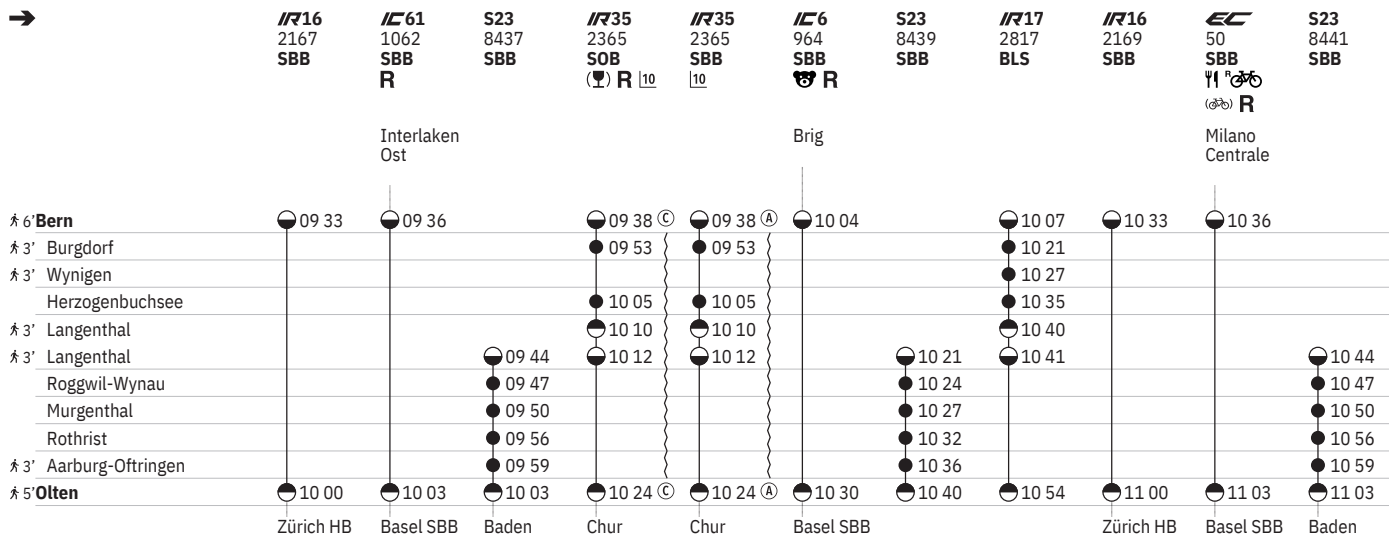 IR16 IC61 S23 IR35 IR35 IC6 S23 IR17 IR16 EC S23
2167 1062 8437 2365 2365 964 8439 2817 2169 50 8441
SBB SBB SBB SOB SBB SBB SBB BLS SBB SBB SBB
R R 10 10 R R
R
Interlaken Brig Milano
Ost Centrale
6' Bern 09 33 09 36 09 38 C 09 38 A 10 04 10 07 10 33 10 36
3' Burgdorf 09 53 09 53 10 21
3' Wynigen 10 27
Herzogenbuchsee 10 05 10 05 10 35
3' Langenthal 10 10 10 10 10 40
3' Langenthal 09 44 10 12 10 12 10 21 10 41 10 44
Roggwil-Wynau 09 47 10 24 10 47
Murgenthal 09 50 10 27 10 50
Rothrist 09 56 10 32 10 56
3' Aarburg-Oftringen 09 59 10 36 10 59
5' Olten 10 00 10 03 10 03 10 24 C 10 24 A 10 30 10 40 10 54 11 00 11 03 11 03
Zürich HB Basel SBB Baden Chur Chur Basel SBB Zürich HB Basel SBB Baden